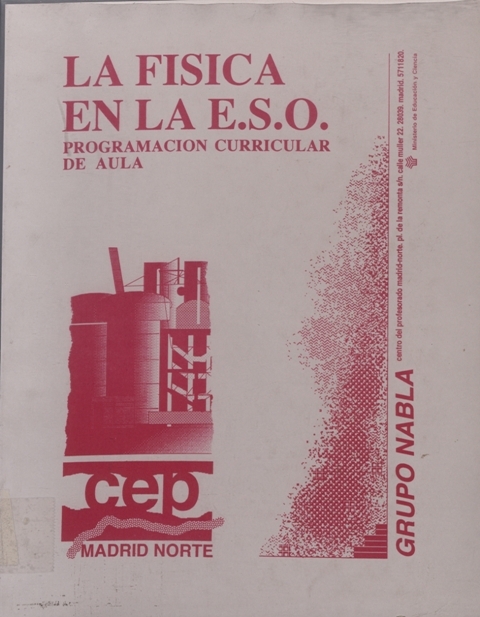 LA FISICA
EN LA E.S.O.
PROGRAMACION CURRICULAR
DE AULA
cep
MADRID NORTE
GRUPO NABLA
centro del profesorado madrid-norte. pl. de la remonta s/n. calle muller 22. 28039. madrid. 5711820.
Ministerio de Educación y Ciencia